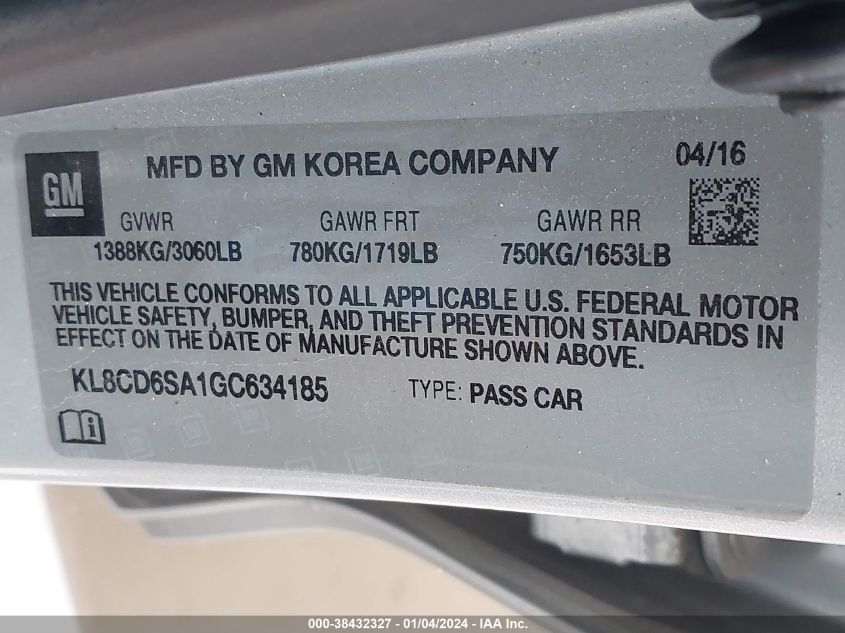 MFD BY GM KOREA COMPANY 04/16
GM
GVWR GAWR FRT GAWR RR
1388KG/3060LB 780KG/1719LB 750KG/1653LB
THIS VEHICLE CONFORMS TO ALL APPLICABLE U.S. FEDERAL MOTOR
VEHICLE SAFETY, BUMPER, AND THEFT PREVENTION STANDARDS IN
EFFECT ON THE DATE OF MANUFACTURE SHOWN ABOVE.
KL8CD6SA1GC634185 TYPE: PASS CAR
000-38432327 - 01/04/2024 - IAA Inc.